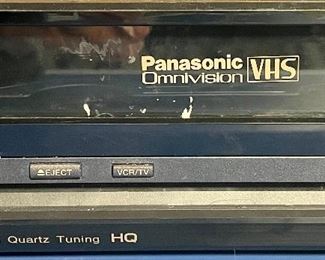 Panasonic
Omnivision VHS
⏏EJECT VCR/TV
Quartz Tuning HQ